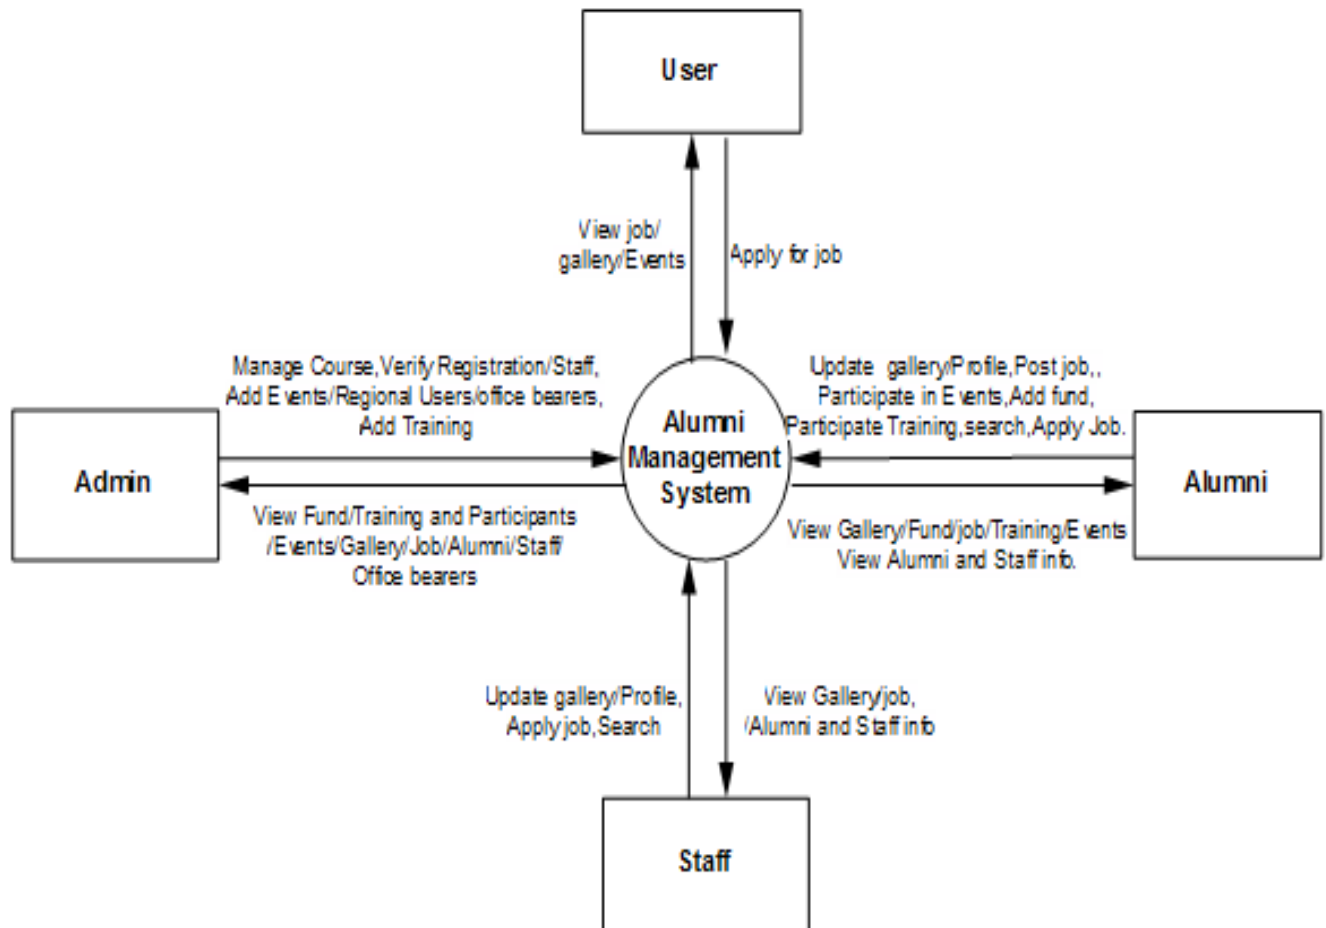 User
View job/
gallery/Events
Apply for job
Manage Course,Verify Registration/Staff,
Add Events/Regional Users/office bearers,
Add Training
Update gallery/Profile,Post job,,
Participate in Events,Add fund,
Participate Training,search,Apply Job.
Admin
Alumni
Management
System
Alumni
View Fund/Training and Participants
/Events/Gallery/Job/Alumni/Staff/
Office bearers
View Gallery/Fund/job/Training/Events
View Alumni and Staff info.
Update gallery/Profile,
Apply job,Search
View Gallery/job,
/Alumni and Staff info
Staff